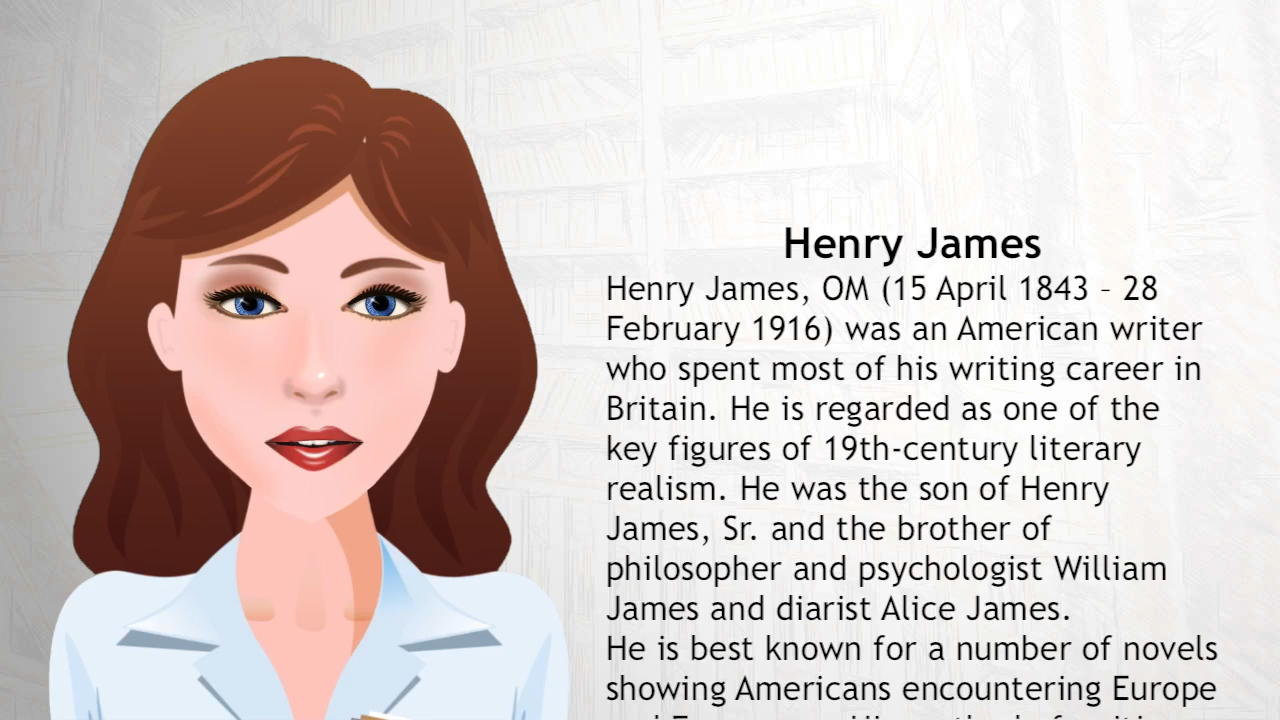 Henry James
Henry James, OM (15 April 1843 – 28
February 1916) was an American writer
who spent most of his writing career in
Britain. He is regarded as one of the
key figures of 19th-century literary
realism. He was the son of Henry
James, Sr. and the brother of
philosopher and psychologist William
James and diarist Alice James.
He is best known for a number of novels
showing Americans encountering Europe